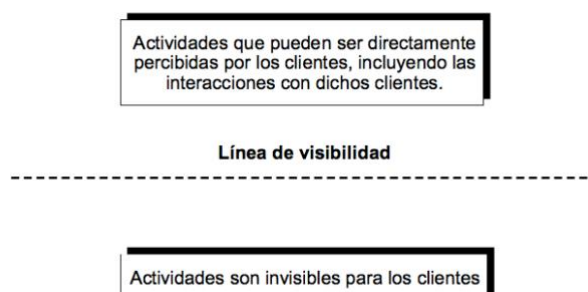 Actividades que pueden ser directamente
percibidas por los clientes, incluyendo las
interacciones con dichos clientes.
Línea de visibilidad
Actividades son invisibles para los clientes